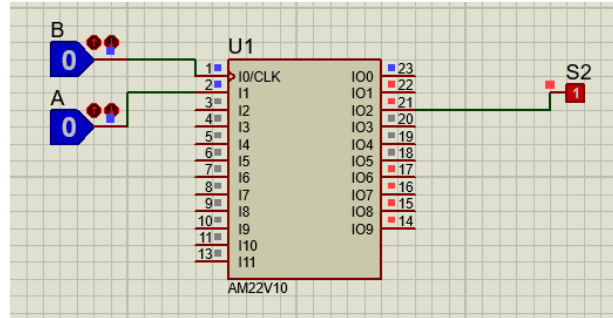 B
0
A
0
U1
1 I0/CLK IO0 23
2 I1 IO1 22
3 I2 IO2 21
4 I3 IO3 20
5 I4 IO4 19
6 I5 IO5 18
7 I6 IO6 17
8 I7 IO7 16
9 I8 IO8 15
10 I9 IO9 14
11 I10
13 I11
AM22V10
S2
1